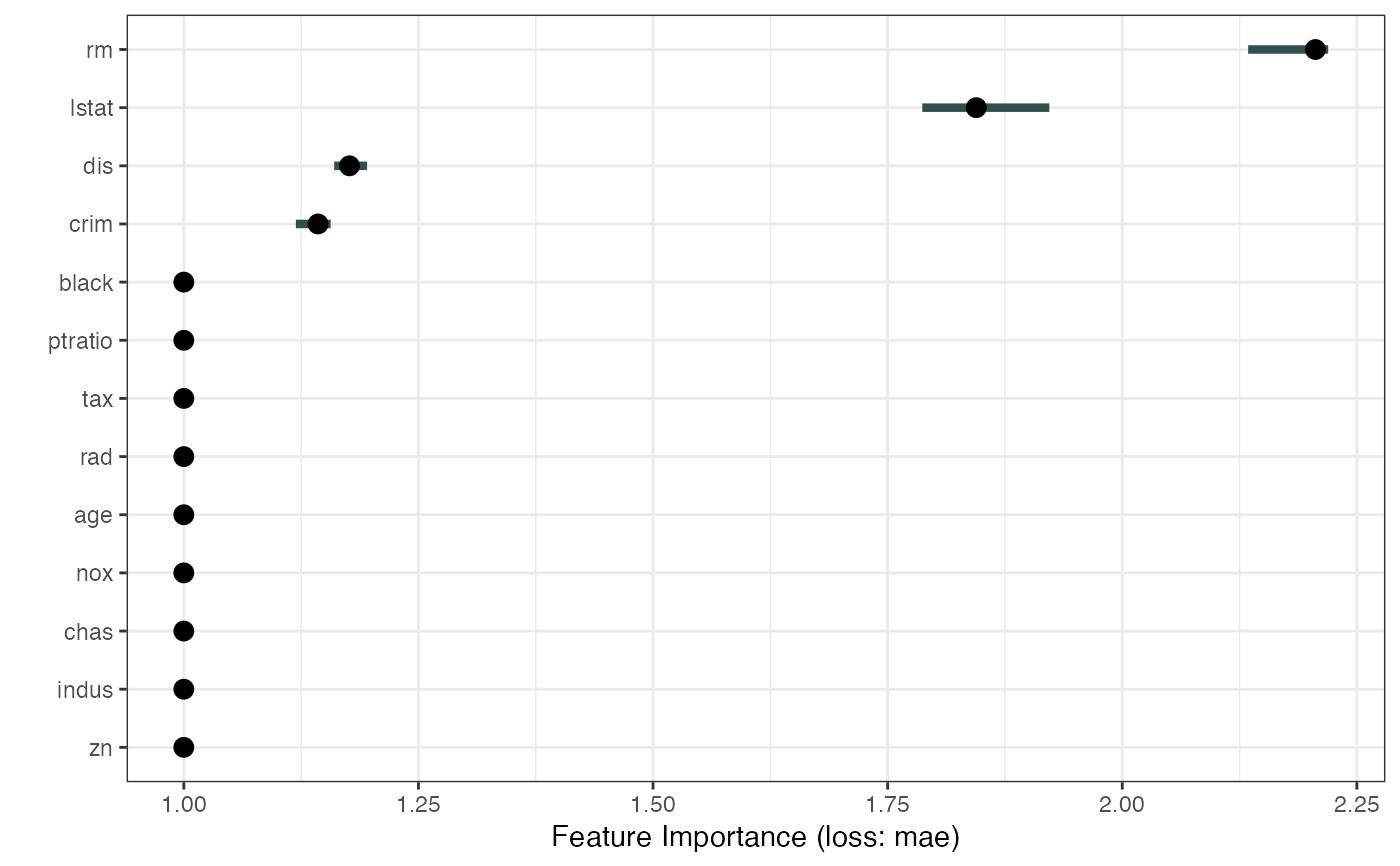 rm
lstat
dis
crim
black
ptratio
tax
rad
age
nox
chas
indus
zn
1.00 1.25 1.50 1.75 2.00 2.25
Feature Importance (loss: mae)